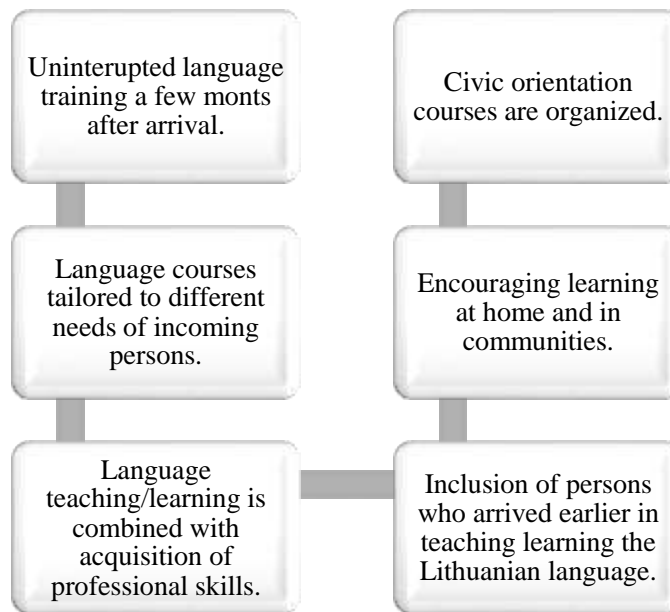 Uninterupted language
training a few monts
after arrival.
Language courses
tailored to different
needs of incoming
persons.
Language
teaching/learning is
combined with
acquisition of
professional skills.
Inclusion of persons
who arrived earlier in
teaching learning the
Lithuanian language.
Encouraging learning
at home and in
communities.
Civic orientation
courses are organized.